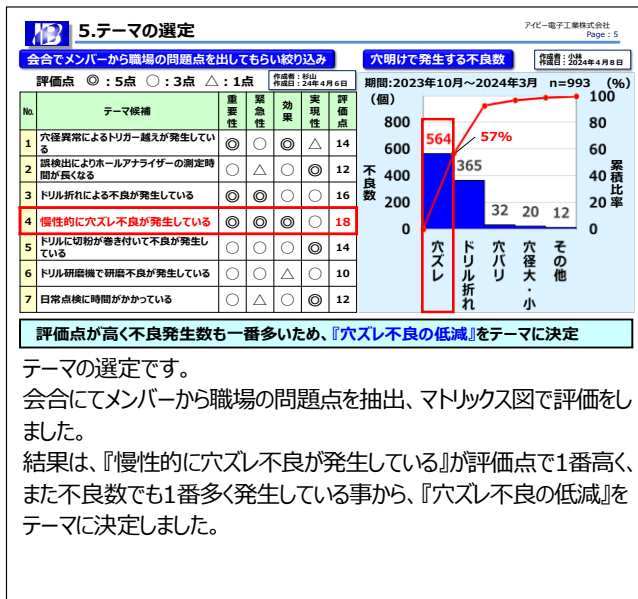 5.テーマの選定
アイビー電子工業株式会社
Page : 5
会合でメンバーから職場の問題点を出してもらい絞り込み
評価点 ◎:5点 ○:3点 △:1点
作成者:杉山
作成日:24年4月6日
No. テーマ候補 重要性 緊急性 効果 実現性 評価点
1 穴径異常によるトリガー越えが発生している ◎ ○ ◎ △ 14
2 誤検出によりホールアナライザーの測定時間が長くなる ○ △ ○ ◎ 12
3 ドリル折れによる不良が発生している ◎ ◎ ○ ○ 16
4 慢性的に穴ズレ不良が発生している ◎ ◎ ◎ ○ 18
5 ドリルに切粉が巻き付いて不良が発生している ○ ○ ○ ◎ 14
6 ドリル研磨機で研磨不良が発生している ○ ○ △ ○ 10
7 日常点検に時間がかかっている ○ △ ○ ◎ 12
穴明けで発生する不良数
作成者:小林
作成日:2024年4月8日
期間:2023年10月~2024年3月 n=993 (%)
(個)
800
600
400
200
0
不良数
564
365
32
20
12
57%
100
80
60
40
20
0
累積比率
穴ズレ
ドリル折れ
穴バリ
穴径大・小
その他
評価点が高く不良発生数も一番多いため、『穴ズレ不良の低減』をテーマに決定
テーマの選定です。
会合にてメンバーから職場の問題点を抽出、マトリックス図で評価をし
ました。
結果は、『慢性的に穴ズレ不良が発生している』が評価点で1番高く、
また不良数でも1番多く発生している事から、『穴ズレ不良の低減』を
テーマに決定しました。